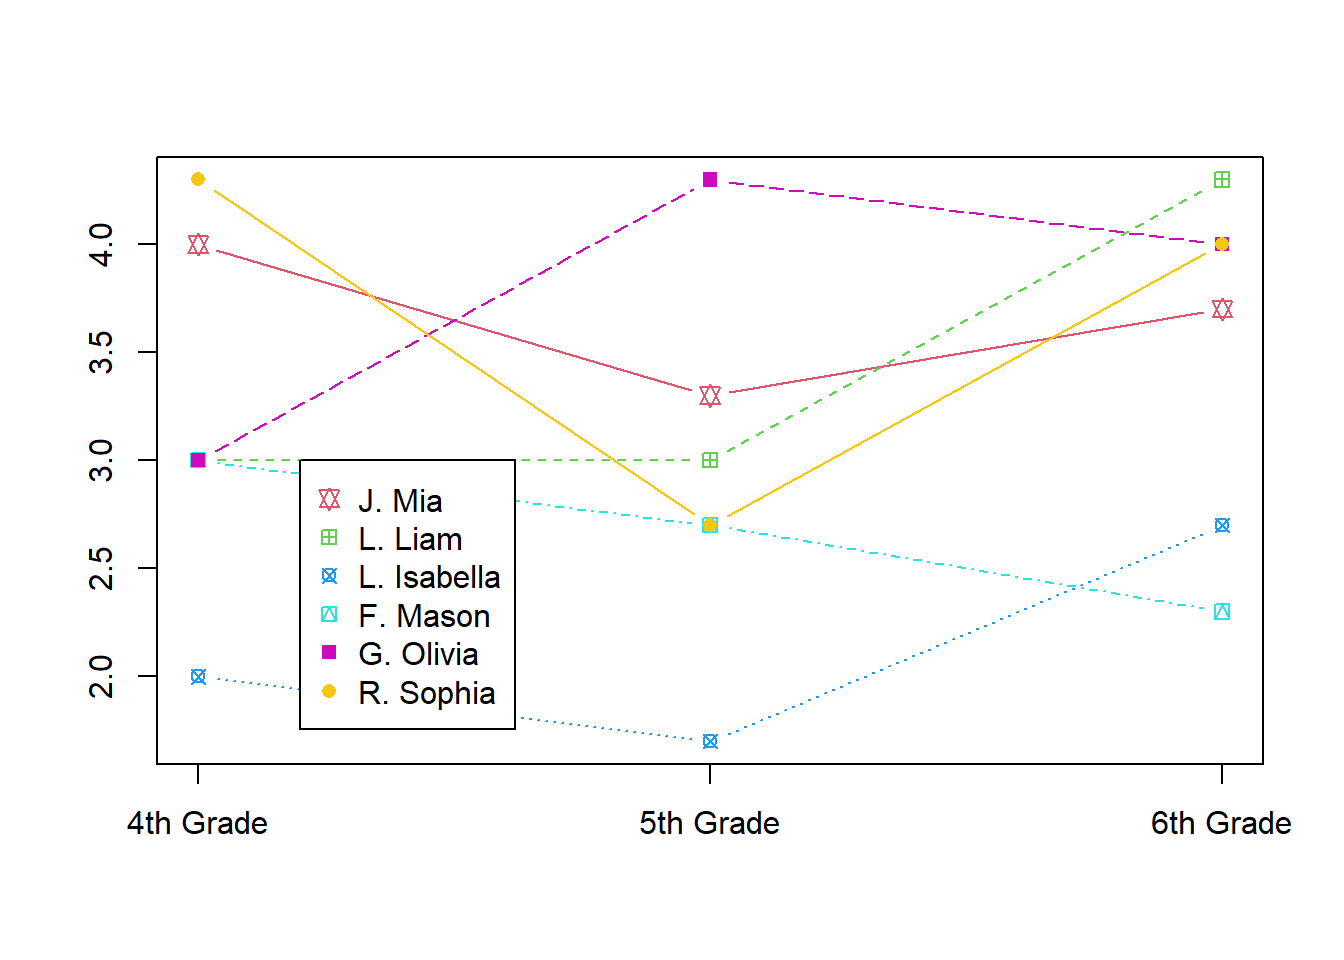 4.0
3.5
3.0
2.5
2.0
J. Mia
L. Liam
L. Isabella
F. Mason
G. Olivia
R. Sophia
4th Grade 5th Grade 6th Grade